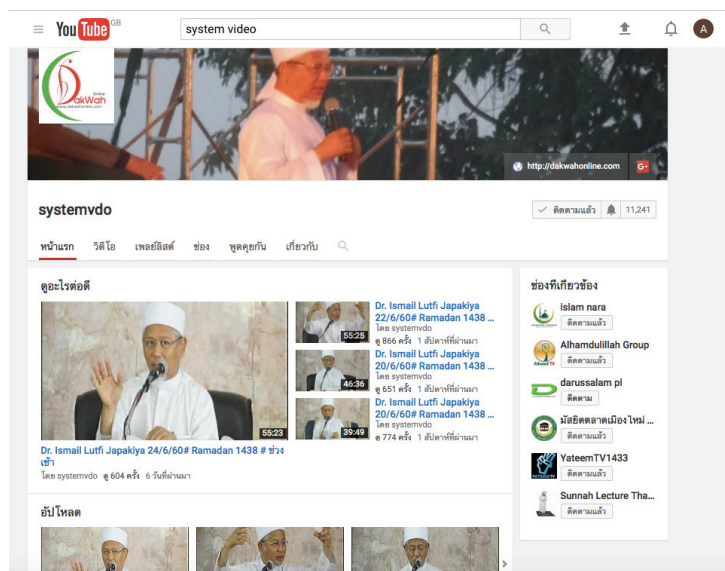 YouTube GB
system video
A
Online
DakWah
www.dakwahonline.com
http://dakwahonline.com
G+
systemvdo
ติดตามแล้ว 11,241
หน้าแรก วิดีโอ เพลย์ลิสต์ ช่อง พูดคุยกัน เกี่ยวกับ
ดูอะไรต่อดี
55:23
Dr. Ismail Lutfi Japakiya 24/6/60# Ramadan 1438 # ช่วง
เช้า
โดย systemvdo ดู 604 ครั้ง 6 วันที่ผ่านมา
55:25
Dr. Ismail Lutfi Japakiya
22/6/60# Ramadan 1438 ...
โดย systemvdo
ดู 866 ครั้ง 1 สัปดาห์ที่ผ่านมา
46:36
Dr. Ismail Lutfi Japakiya
20/6/60# Ramadan 1438 ...
โดย systemvdo
ดู 651 ครั้ง 1 สัปดาห์ที่ผ่านมา
39:49
Dr. Ismail Lutfi Japakiya
20/6/60# Ramadan 1438 ...
โดย systemvdo
ดู 774 ครั้ง 1 สัปดาห์ที่ผ่านมา
อัปโหลด
ช่องที่เกี่ยวข้อง
islam nara
ติดตามแล้ว
Alhamdulillah Group
ติดตามแล้ว
darussalam pl
ติดตาม
มัสยิดตลาดเมืองใหม่ ...
ติดตามแล้ว
YateemTV1433
ติดตามแล้ว
Sunnah Lecture Tha...
ติดตามแล้ว